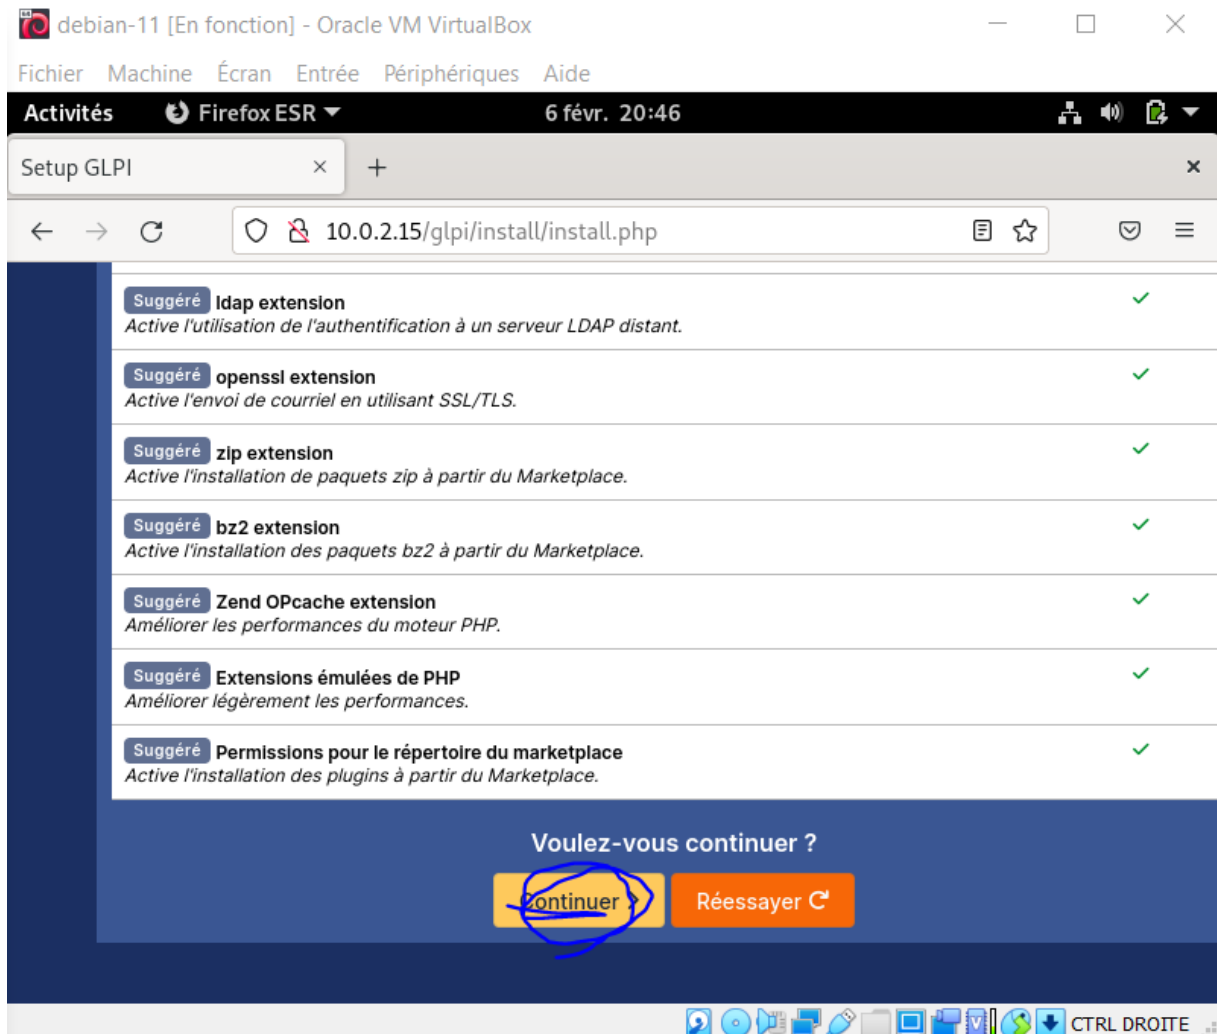 debian-11 [En fonction] - Oracle VM VirtualBox
Fichier Machine Écran Entrée Périphériques Aide
Activités Firefox ESR 6 févr. 20:46
Setup GLPI
10.0.2.15/glpi/install/install.php
Suggéré ldap extension
Active l'utilisation de l'authentification à un serveur LDAP distant.
Suggéré openssl extension
Active l'envoi de courriel en utilisant SSL/TLS.
Suggéré zip extension
Active l'installation de paquets zip à partir du Marketplace.
Suggéré bz2 extension
Active l'installation des paquets bz2 à partir du Marketplace.
Suggéré Zend OPcache extension
Améliorer les performances du moteur PHP.
Suggéré Extensions émulées de PHP
Améliorer légèrement les performances.
Suggéré Permissions pour le répertoire du marketplace
Active l'installation des plugins à partir du Marketplace.
Voulez-vous continuer ?
Continuer Réessayer
CTRL DROITE